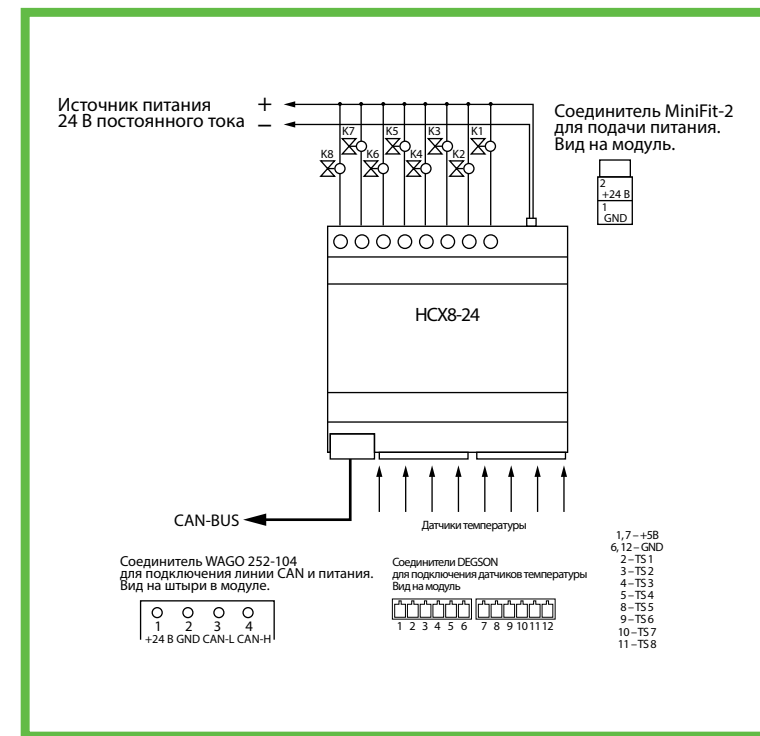 Источник питания
24 В постоянного тока
+
−
K7
K5
K3
K1
K8
K6
K4
K2
Соединитель MiniFit-2
для подачи питания.
Вид на модуль.
2
+24 В
1
GND
HCX8-24
CAN-BUS
Датчики температуры
Соединитель WAGO 252-104
для подключения линии CAN и питания.
Вид на штыри в модуле.
1 2 3 4
+24 В GND CAN-L CAN-H
Соединители DEGSON
для подключения датчиков температуры
Вид на модуль
1 2 3 4 5 6 7 8 9 10 11 12
1, 7 – +5В
6, 12 – GND
2 – TS 1
3 – TS 2
4 – TS 3
5 – TS 4
8 – TS 5
9 – TS 6
10 – TS 7
11 – TS 8